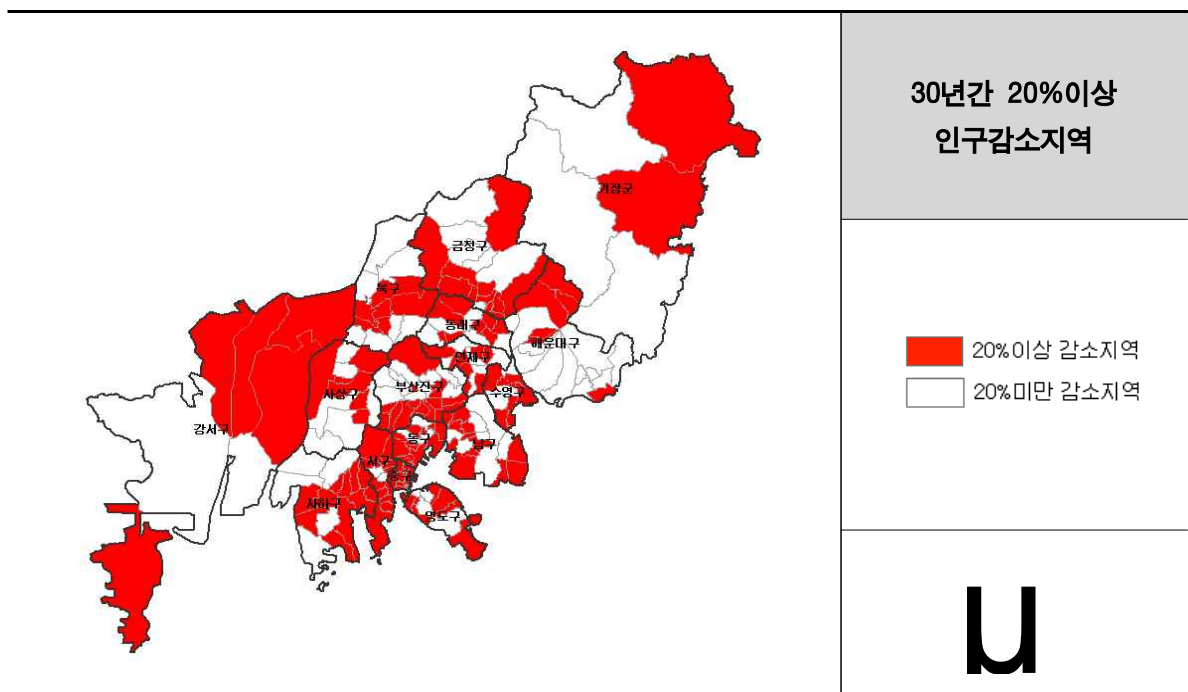 30년간 20%이상
인구감소지역
기장군
금정구
북구
동래구
해운대구
연제구
부산진구
사상구
수영구
강서구
동구
남구
서구
중구
사하구
영도구
20%이상 감소지역
20%미만 감소지역
µ